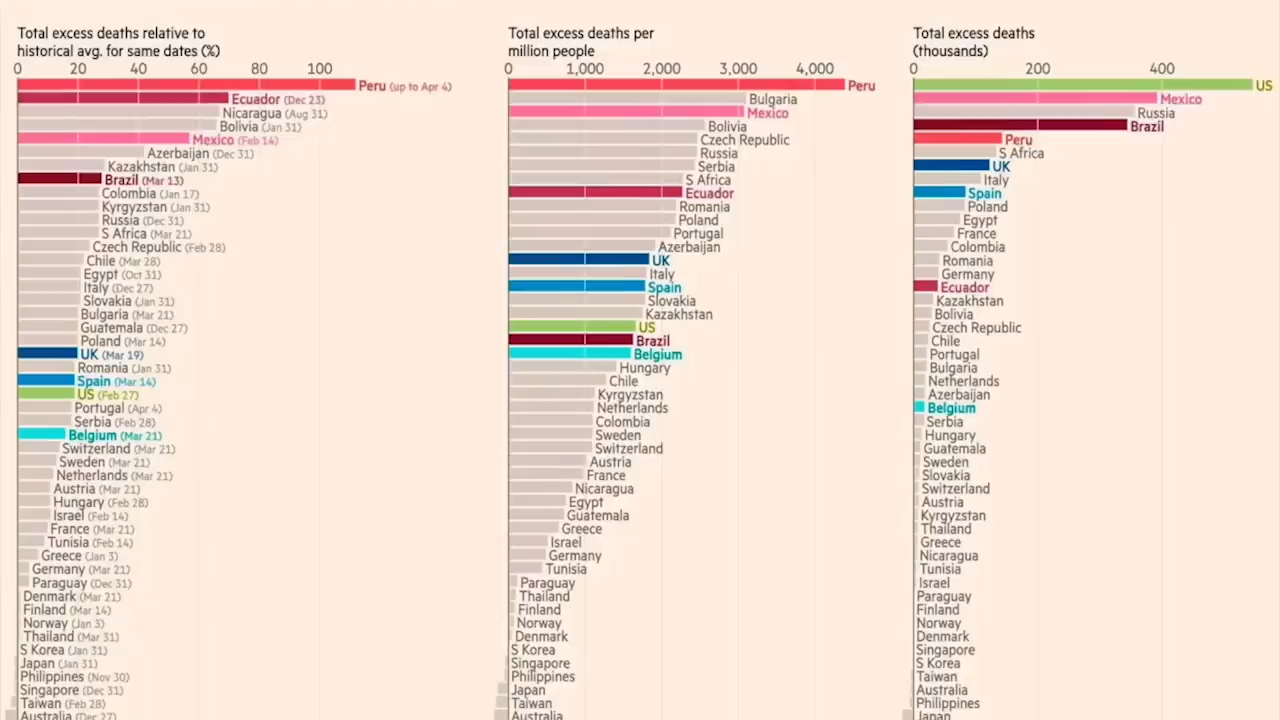 Total excess deaths relative to
historical avg. for same dates (%)
0 20 40 60 80 100
Peru (up to Apr 4)
Ecuador (Dec 23)
Nicaragua (Aug 31)
Bolivia (Jan 31)
Mexico (Feb 14)
Azerbaijan (Dec 31)
Kazakhstan (Jan 31)
Brazil (Mar 13)
Colombia (Jan 17)
Kyrgyzstan (Jan 31)
Russia (Dec 31)
S Africa (Mar 21)
Czech Republic (Feb 28)
Chile (Mar 28)
Egypt (Oct 31)
Italy (Dec 27)
Slovakia (Jan 31)
Bulgaria (Mar 21)
Guatemala (Dec 27)
Poland (Mar 14)
UK (Mar 19)
Romania (Jan 31)
Spain (Mar 14)
US (Feb 27)
Portugal (Apr 4)
Serbia (Feb 28)
Belgium (Mar 21)
Switzerland (Mar 21)
Sweden (Mar 21)
Netherlands (Mar 21)
Austria (Mar 21)
Hungary (Feb 28)
Israel (Feb 14)
France (Mar 21)
Tunisia (Feb 14)
Greece (Jan 3)
Germany (Mar 21)
Paraguay (Dec 31)
Denmark (Mar 21)
Finland (Mar 14)
Norway (Jan 3)
Thailand (Mar 31)
S Korea (Jan 31)
Japan (Jan 31)
Philippines (Nov 30)
Singapore (Dec 31)
Taiwan (Feb 28)
Australia (Dec 27)
Total excess deaths per
million people
0 1,000 2,000 3,000 4,000
Peru
Bulgaria
Mexico
Bolivia
Czech Republic
Russia
Serbia
S Africa
Ecuador
Romania
Poland
Portugal
Azerbaijan
UK
Italy
Spain
Slovakia
Kazakhstan
US
Brazil
Belgium
Hungary
Chile
Kyrgyzstan
Netherlands
Colombia
Sweden
Switzerland
Austria
France
Nicaragua
Egypt
Guatemala
Greece
Israel
Germany
Tunisia
Paraguay
Thailand
Finland
Norway
Denmark
S Korea
Singapore
Philippines
Japan
Taiwan
Australia
Total excess deaths
(thousands)
0 200 400
US
Mexico
Russia
Brazil
Peru
S Africa
UK
Italy
Spain
Poland
Egypt
France
Colombia
Romania
Germany
Ecuador
Kazakhstan
Bolivia
Czech Republic
Chile
Portugal
Bulgaria
Netherlands
Azerbaijan
Belgium
Serbia
Hungary
Guatemala
Sweden
Slovakia
Switzerland
Austria
Kyrgyzstan
Thailand
Greece
Nicaragua
Tunisia
Israel
Paraguay
Finland
Norway
Denmark
Singapore
S Korea
Taiwan
Australia
Philippines
Japan